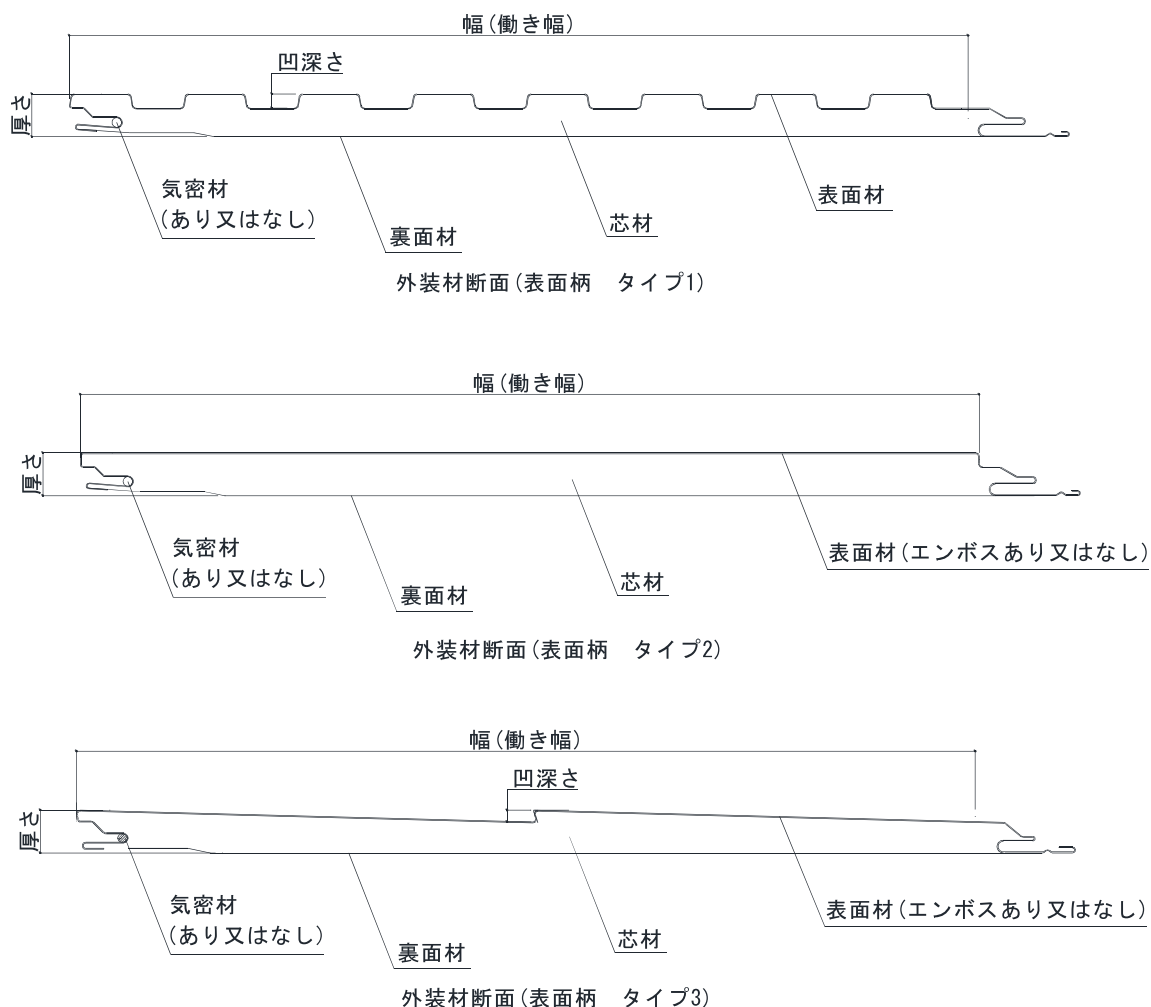 幅(働き幅)
凹深さ
厚さ
気密材
(あり又はなし)
裏面材
芯材
表面材
外装材断面(表面柄　タイプ1)
幅(働き幅)
厚さ
気密材
(あり又はなし)
裏面材
芯材
表面材(エンボスあり又はなし)
外装材断面(表面柄　タイプ2)
幅(働き幅)
凹深さ
厚さ
気密材
(あり又はなし)
裏面材
芯材
表面材(エンボスあり又はなし)
外装材断面(表面柄　タイプ3)